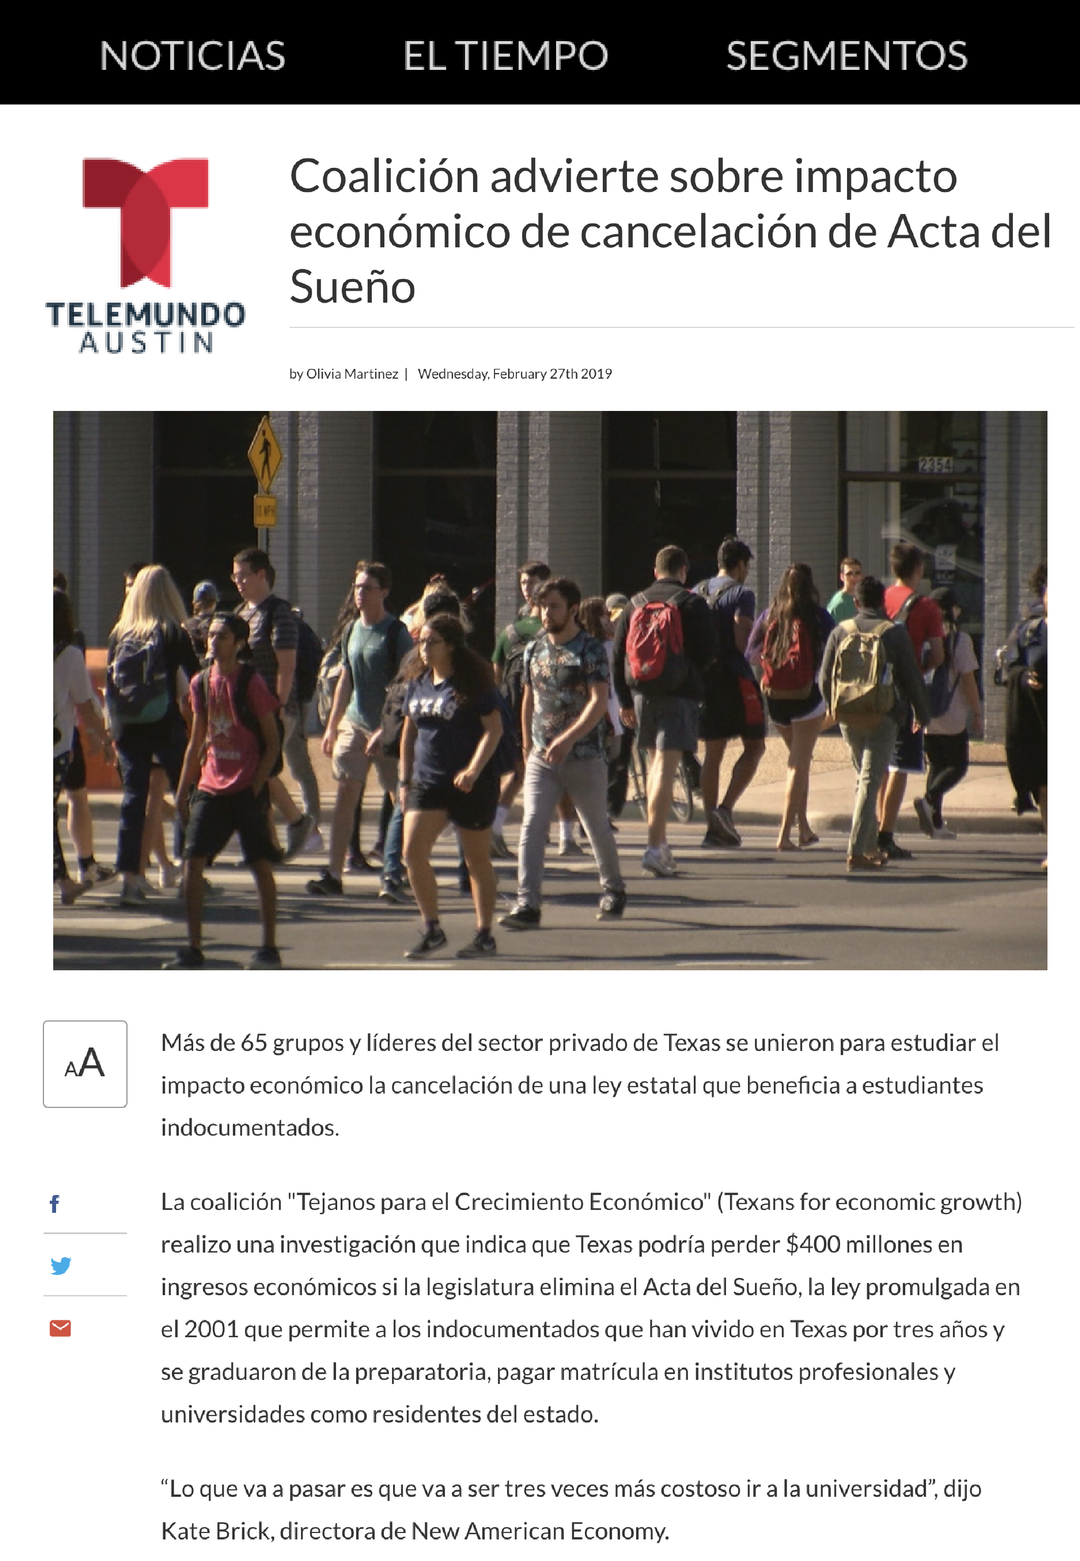 NOTICIAS EL TIEMPO SEGMENTOS
TELEMUNDO
AUSTIN
Coalición advierte sobre impacto
económico de cancelación de Acta del
Sueño
by Olivia Martinez | Wednesday, February 27th 2019
2354
TEXAS
AA
Más de 65 grupos y líderes del sector privado de Texas se unieron para estudiar el
impacto económico la cancelación de una ley estatal que beneficia a estudiantes
indocumentados.
La coalición "Tejanos para el Crecimiento Económico" (Texans for economic growth)
realizo una investigación que indica que Texas podría perder $400 millones en
ingresos económicos si la legislatura elimina el Acta del Sueño, la ley promulgada en
el 2001 que permite a los indocumentados que han vivido en Texas por tres años y
se graduaron de la preparatoria, pagar matrícula en institutos profesionales y
universidades como residentes del estado.
“Lo que va a pasar es que va a ser tres veces más costoso ir a la universidad”, dijo
Kate Brick, directora de New American Economy.